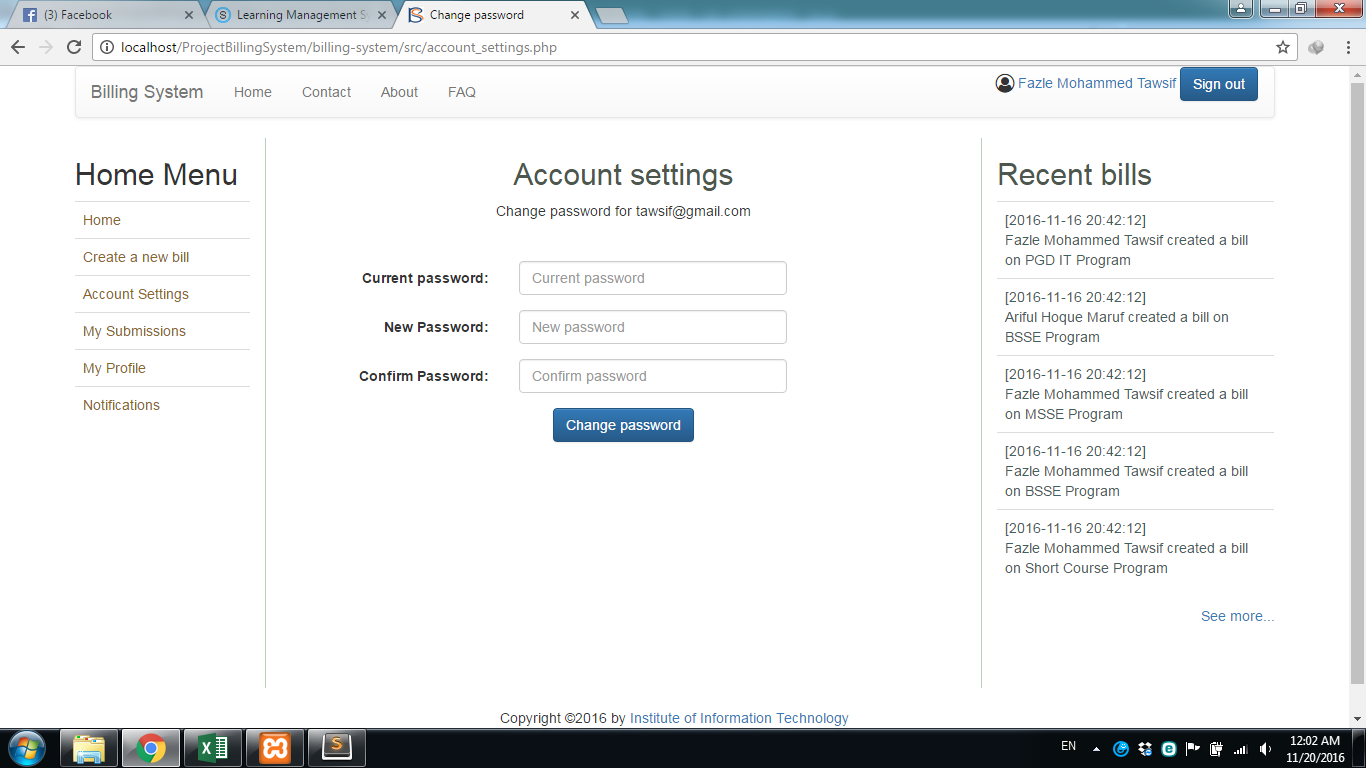 (3) Facebook
Learning Management S
Change password
localhost/ProjectBillingSystem/billing-system/src/account_settings.php
Billing System
Home
Contact
About
FAQ
Fazle Mohammed Tawsif
Sign out
Home Menu
Home
Create a new bill
Account Settings
My Submissions
My Profile
Notifications
Account settings
Change password for tawsif@gmail.com
Current password:
Current password
New Password:
New password
Confirm Password:
Confirm password
Change password
Recent bills
[2016-11-16 20:42:12]
Fazle Mohammed Tawsif created a bill
on PGD IT Program
[2016-11-16 20:42:12]
Ariful Hoque Maruf created a bill on
BSSE Program
[2016-11-16 20:42:12]
Fazle Mohammed Tawsif created a bill
on MSSE Program
[2016-11-16 20:42:12]
Fazle Mohammed Tawsif created a bill
on BSSE Program
[2016-11-16 20:42:12]
Fazle Mohammed Tawsif created a bill
on Short Course Program
See more...
Copyright ©2016 by Institute of Information Technology
EN
12:02 AM
11/20/2016